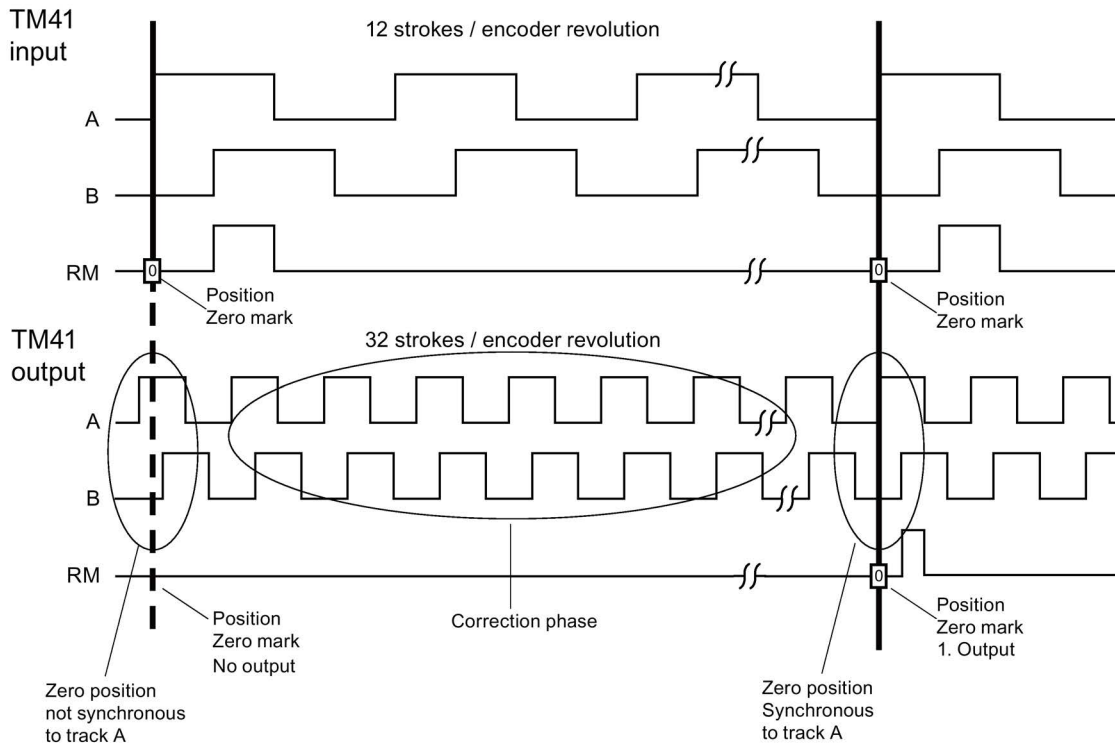 TM41
input
12 strokes / encoder revolution
A
B
RM
0
0
Position
Zero mark
Position
Zero mark
TM41
output
32 strokes / encoder revolution
A
B
RM
0
Position
Zero mark
No output
Correction phase
Position
Zero mark
1. Output
Zero position
not synchronous
to track A
Zero position
Synchronous
to track A